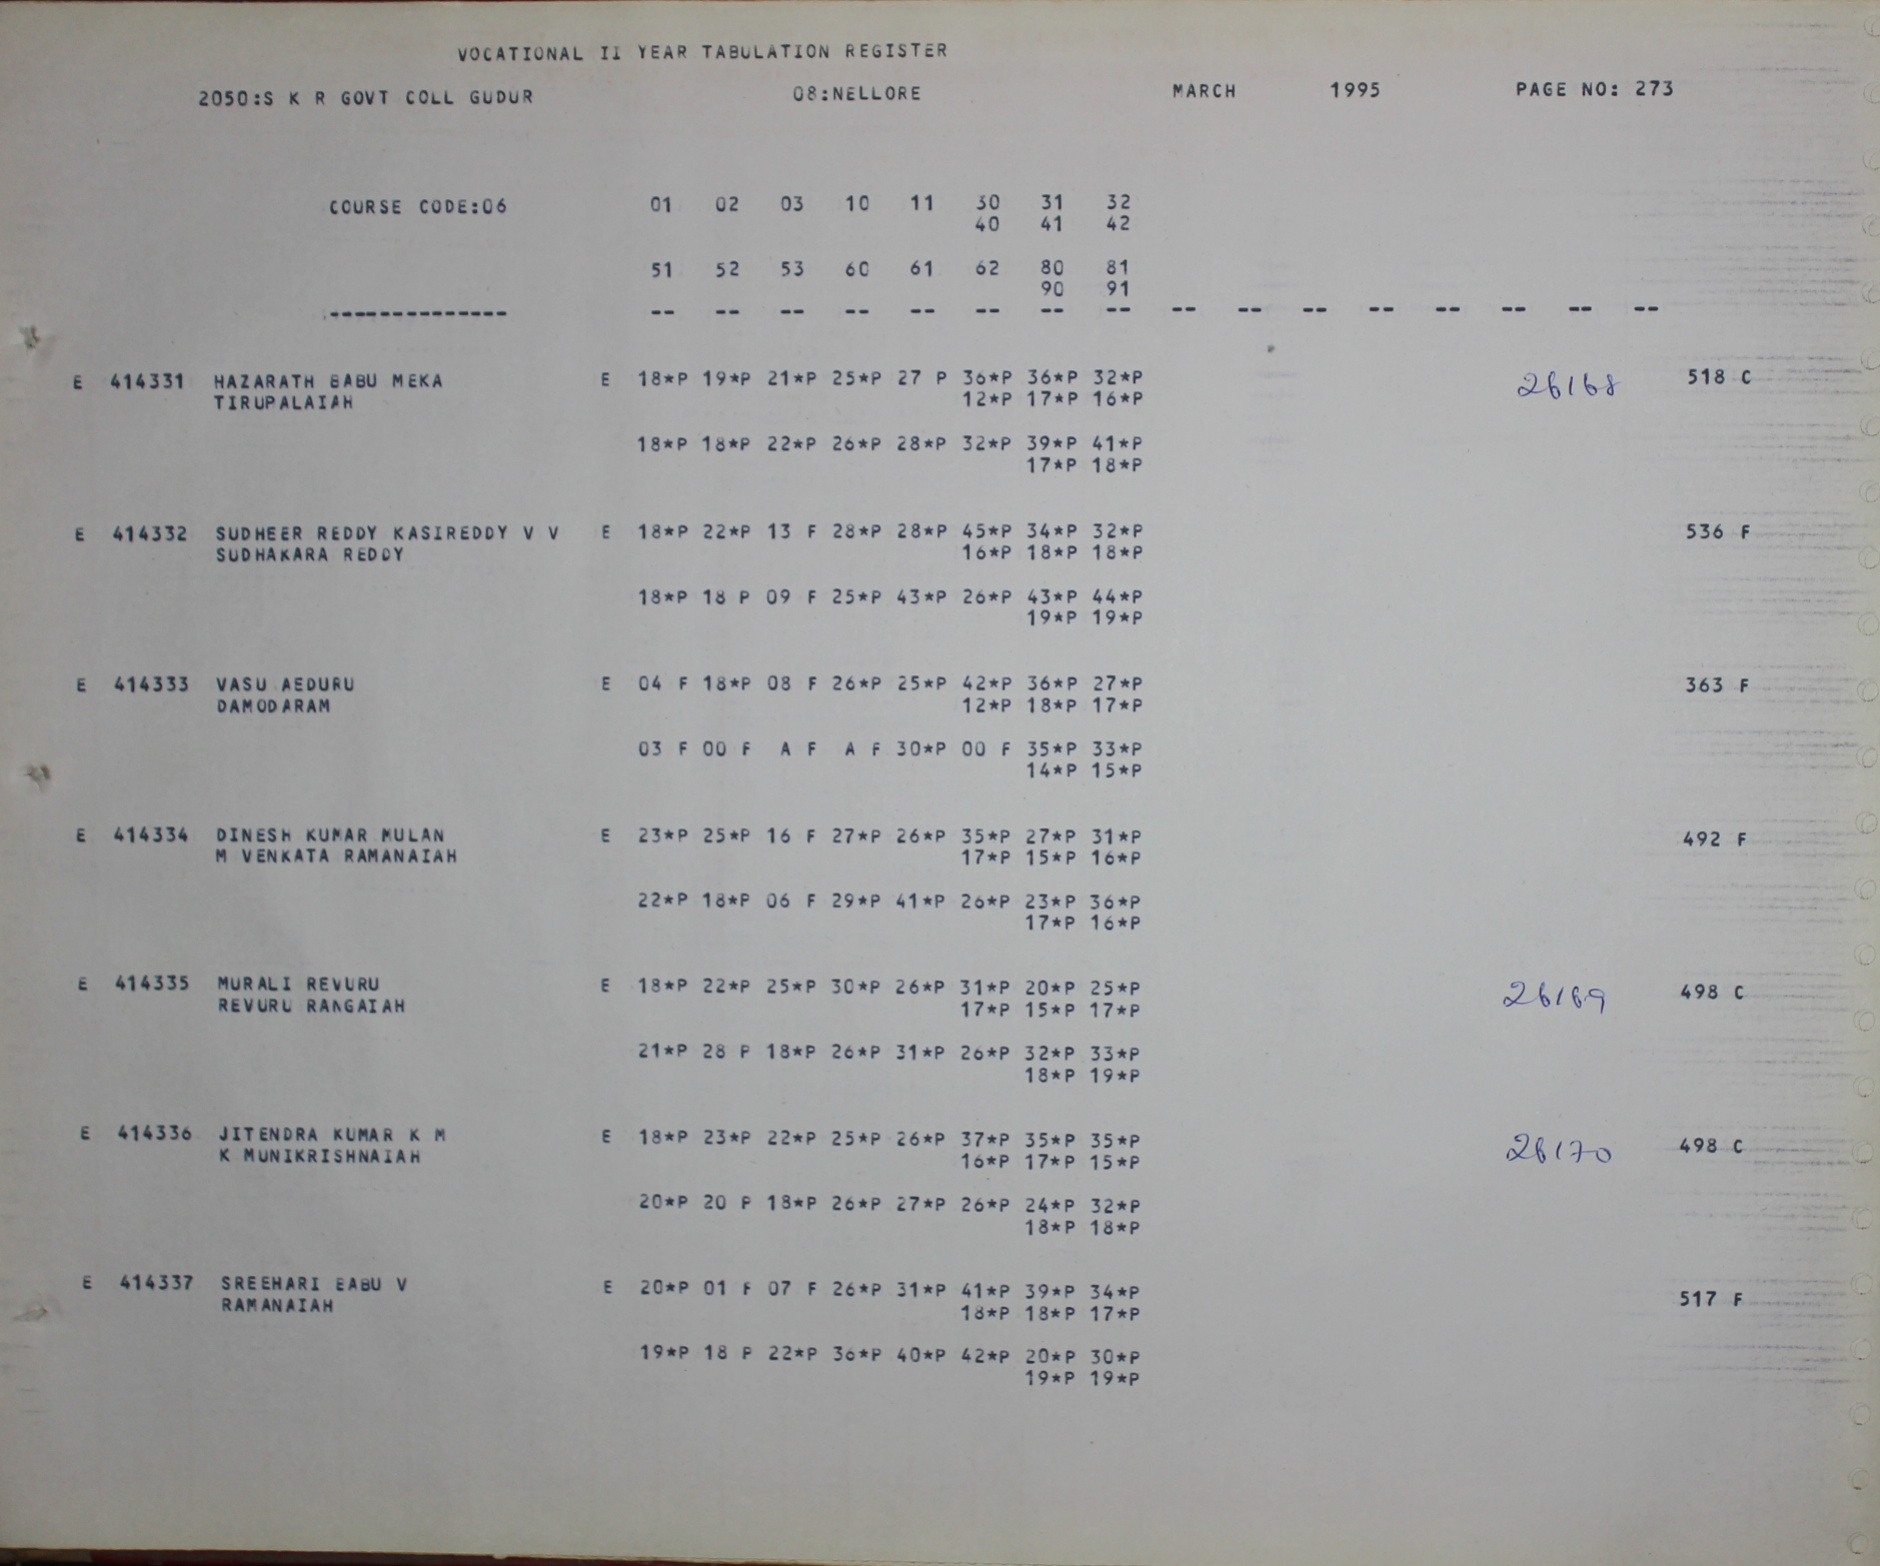 VOCATIONAL II YEAR TABULATION REGISTER
2050:S K R GOVT COLL GUDUR 08:NELLORE MARCH 1995 PAGE NO: 273
COURSE CODE:06 01 02 03 10 11 30 31 32
40 41 42
51 52 53 60 61 62 80 81
90 91
-------------- -- -- -- -- -- -- -- -- -- -- -- -- -- -- -- --
E 414331 HAZARATH BABU MEKA E 18*P 19*P 21*P 25*P 27 P 36*P 36*P 32*P 26168 518 C
TIRUPALAIAH 12*P 17*P 16*P
18*P 18*P 22*P 26*P 28*P 32*P 39*P 41*P
17*P 18*P
E 414332 SUDHEER REDDY KASIREDDY V V E 18*P 22*P 13 F 28*P 28*P 45*P 34*P 32*P 536 F
SUDHAKARA REDDY 16*P 18*P 18*P
18*P 18 P 09 F 25*P 43*P 26*P 43*P 44*P
19*P 19*P
E 414333 VASU AEDURU E 04 F 18*P 08 F 26*P 25*P 42*P 36*P 27*P 363 F
DAMODARAM 12*P 18*P 17*P
03 F 00 F A F A F 30*P 00 F 35*P 33*P
14*P 15*P
E 414334 DINESH KUMAR MULAN E 23*P 25*P 16 F 27*P 26*P 35*P 27*P 31*P 492 F
M VENKATA RAMANAIAH 17*P 15*P 16*P
22*P 18*P 06 F 29*P 41*P 26*P 23*P 36*P
17*P 16*P
E 414335 MURALI REVURU E 18*P 22*P 25*P 30*P 26*P 31*P 20*P 25*P 26169 498 C
REVURU RANGAIAH 17*P 15*P 17*P
21*P 28 P 18*P 26*P 31*P 26*P 32*P 33*P
18*P 19*P
E 414336 JITENDRA KUMAR K M E 18*P 23*P 22*P 25*P 26*P 37*P 35*P 35*P 26170 498 C
K MUNIKRISHNAIAH 16*P 17*P 15*P
20*P 20 P 18*P 26*P 27*P 26*P 24*P 32*P
18*P 18*P
E 414337 SREEHARI BABU V E 20*P 01 F 07 F 26*P 31*P 41*P 39*P 34*P 517 F
RAMANAIAH 18*P 18*P 17*P
19*P 18 P 22*P 36*P 40*P 42*P 20*P 30*P
19*P 19*P